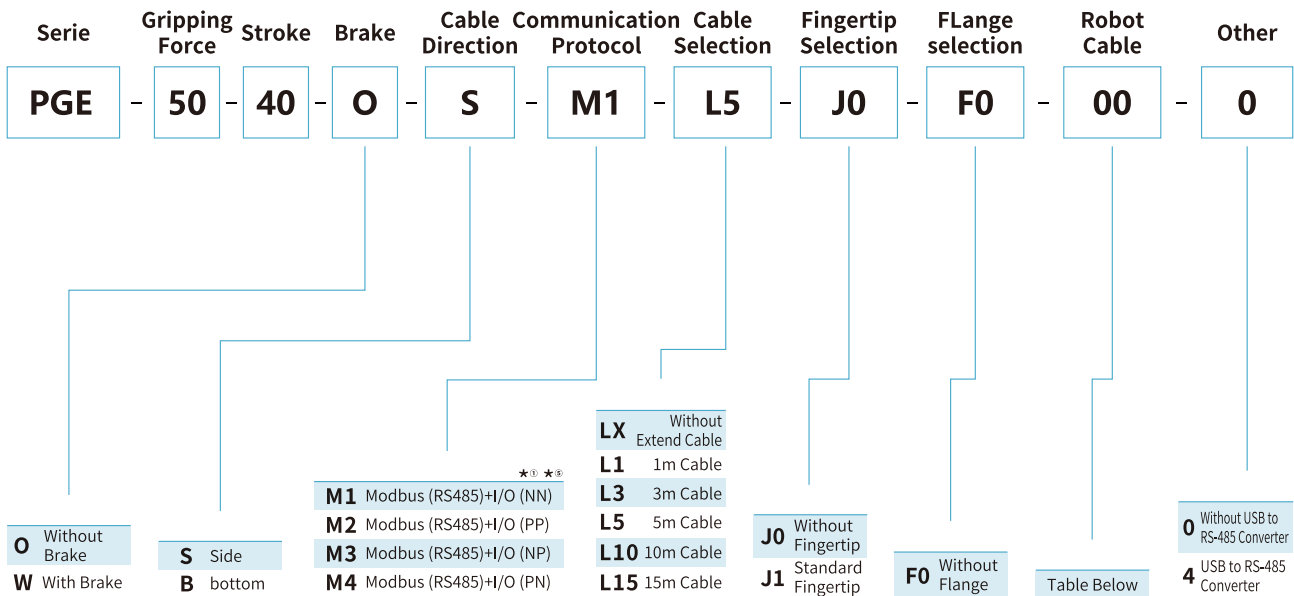 Serie
Gripping
Force
Stroke
Brake
Cable
Direction
Communication
Protocol
Cable
Selection
Fingertip
Selection
FLange
selection
Robot
Cable
Other
PGE - 50 - 40 - O - S - M1 - L5 - J0 - F0 - 00 - 0
O Without
Brake
W With Brake
S Side
B bottom
★① ★⑤
M1 Modbus (RS485)+I/O (NN)
M2 Modbus (RS485)+I/O (PP)
M3 Modbus (RS485)+I/O (NP)
M4 Modbus (RS485)+I/O (PN)
LX Without
Extend Cable
L1 1m Cable
L3 3m Cable
L5 5m Cable
L10 10m Cable
L15 15m Cable
J0 Without
Fingertip
J1 Standard
Fingertip
F0 Without
Flange
Table Below
0 Without USB to
RS-485 Converter
4 USB to RS-485
Converter